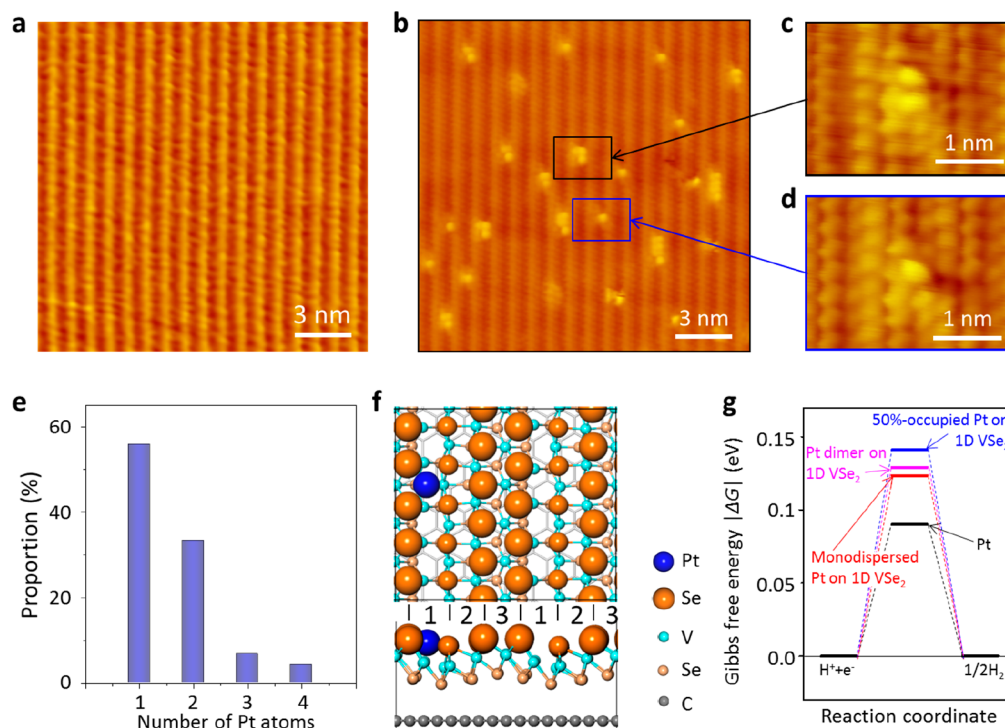 a
3 nm
b
3 nm
c
1 nm
d
1 nm
e
Proportion (%)
60
40
20
0
1 2 3 4
Number of Pt atoms
f
1 2 3 1 2 3
Pt
Se
V
Se
C
g
Gibbs free energy |ΔG| (eV)
0.15
0.10
0.05
0.0
50%-occupied Pt on
1D VSe₂
Pt dimer on
1D VSe₂
Pt
Monodispersed
Pt on 1D VSe₂
H⁺+e⁻
1/2H₂
Reaction coordinate